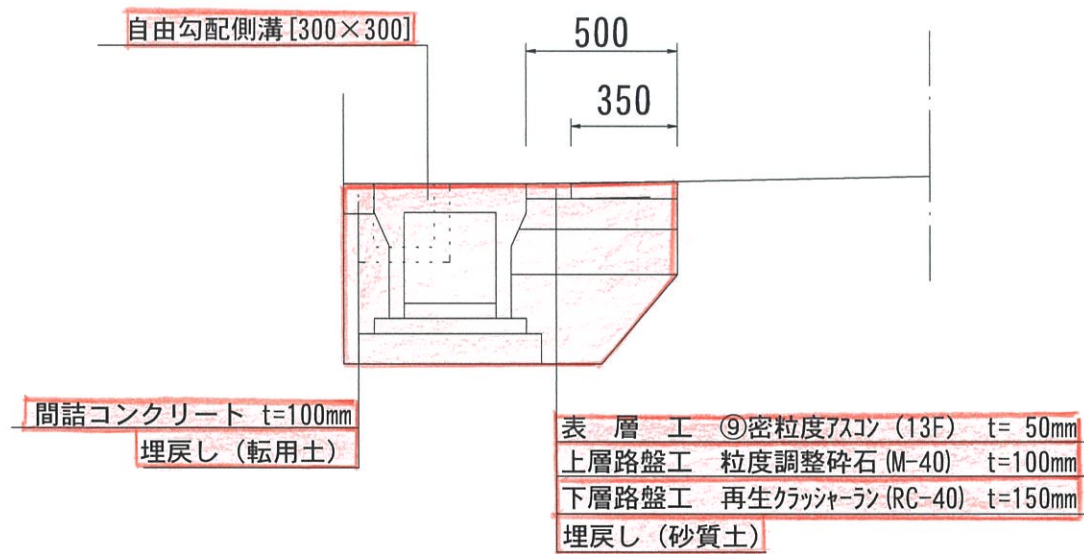 自由勾配側溝[300×300]
500
350
間詰コンクリート t=100mm
埋戻し（転用土）
表　層　工　⑨密粒度アスコン（13F） t= 50mm
上層路盤工　粒度調整砕石(M-40) t=100mm
下層路盤工　再生クラッシャーラン(RC-40) t=150mm
埋戻し（砂質土）